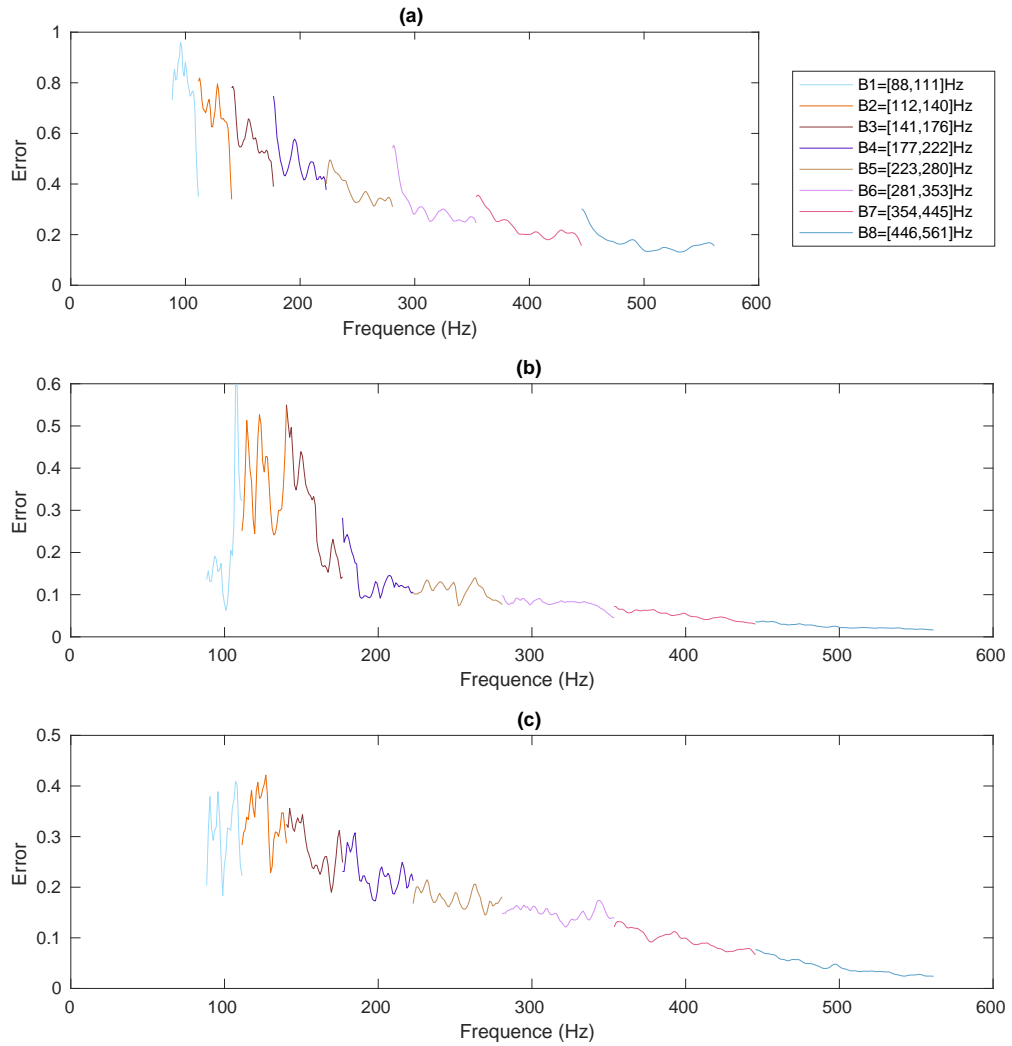 (a)
1
0.8
0.6
0.4
0.2
0
Error
0 100 200 300 400 500 600
Frequence (Hz)
B1=[88,111]Hz
B2=[112,140]Hz
B3=[141,176]Hz
B4=[177,222]Hz
B5=[223,280]Hz
B6=[281,353]Hz
B7=[354,445]Hz
B8=[446,561]Hz
(b)
0.6
0.5
0.4
0.3
0.2
0.1
0
Error
0 100 200 300 400 500 600
Frequence (Hz)
(c)
0.5
0.4
0.3
0.2
0.1
0
Error
0 100 200 300 400 500 600
Frequence (Hz)